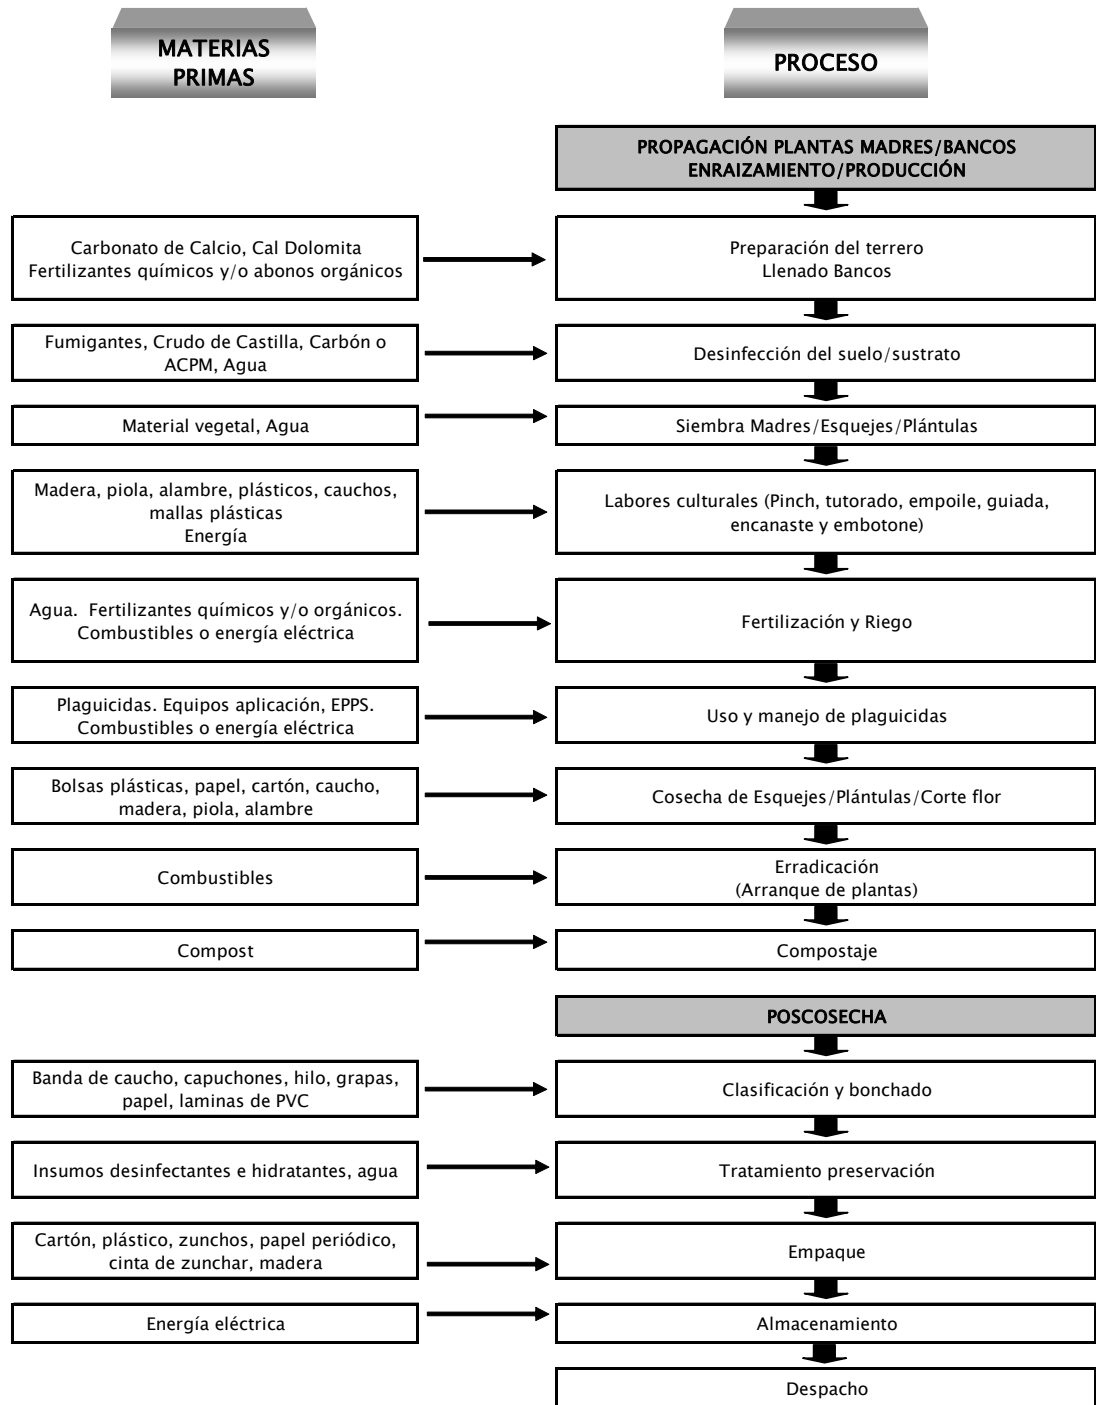 MATERIAS
PRIMAS
PROCESO
PROPAGACIÓN PLANTAS MADRES/BANCOS
ENRAIZAMIENTO/PRODUCCIÓN
Carbonato de Calcio, Cal Dolomita
Fertilizantes químicos y/o abonos orgánicos
Preparación del terrero
Llenado Bancos
Fumigantes, Crudo de Castilla, Carbón o
ACPM, Agua
Desinfección del suelo/sustrato
Material vegetal, Agua
Siembra Madres/Esquejes/Plántulas
Madera, piola, alambre, plásticos, cauchos,
mallas plásticas
Energía
Labores culturales (Pinch, tutorado, empoile, guiada,
encanaste y embotone)
Agua. Fertilizantes químicos y/o orgánicos.
Combustibles o energía eléctrica
Fertilización y Riego
Plaguicidas. Equipos aplicación, EPPS.
Combustibles o energía eléctrica
Uso y manejo de plaguicidas
Bolsas plásticas, papel, cartón, caucho,
madera, piola, alambre
Cosecha de Esquejes/Plántulas/Corte flor
Combustibles
Erradicación
(Arranque de plantas)
Compost
Compostaje
POSCOSECHA
Banda de caucho, capuchones, hilo, grapas,
papel, laminas de PVC
Clasificación y bonchado
Insumos desinfectantes e hidratantes, agua
Tratamiento preservación
Cartón, plástico, zunchos, papel periódico,
cinta de zunchar, madera
Empaque
Energía eléctrica
Almacenamiento
Despacho